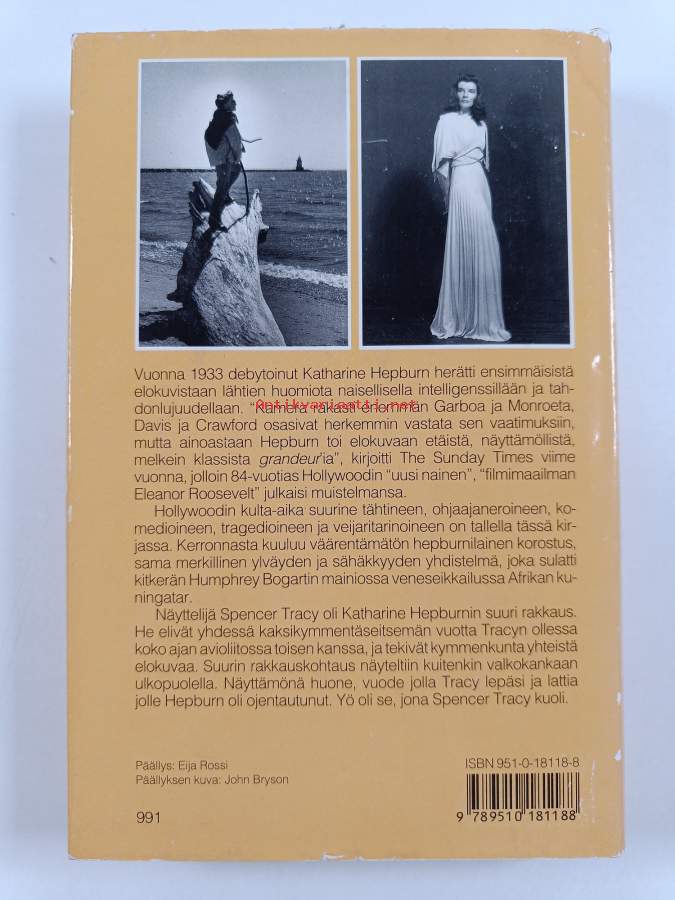 Vuonna 1933 debytoinut Katharine Hepburn herätti ensimmäisistä
elokuvistaan lähtien huomiota naisellisella intelligenssillään ja tah-
donlujuudellaan. "Kamera rakasti enemmän Garboa ja Monroeta,
Antikvariaatti.net
Davis ja Crawford osasivat herkemmin vastata sen vaatimuksiin,
mutta ainoastaan Hepburn toi elokuvaan etäistä, näyttämöllistä,
melkein klassista grandeur'ia", kirjoitti The Sunday Times viime
vuonna, jolloin 84-vuotias Hollywoodin "uusi nainen", "filmimaailman
Eleanor Roosevelt" julkaisi muistelmansa.
Hollywoodin kulta-aika suurine tähtineen, ohjaajaneroineen, ko-
medioineen, tragedioineen ja veijaritarinoineen on tallella tässä kir-
jassa. Kerronnasta kuuluu väärentämätön hepburnilainen korostus,
sama merkillinen ylväyden ja sähäkkyyden yhdistelmä, joka sulatti
kitkerän Humphrey Bogartin mainiossa veneseikkailussa Afrikan ku-
ningatar.
Näyttelijä Spencer Tracy oli Katharine Hepburnin suuri rakkaus.
He elivät yhdessä kaksikymmentäseitsemän vuotta Tracyn ollessa
koko ajan avioliitossa toisen kanssa, ja tekivät kymmenkunta yhteistä
elokuvaa. Suurin rakkauskohtaus näyteltiin kuitenkin valkokankaan
ulkopuolella. Näyttämönä huone, vuode jolla Tracy lepäsi ja lattia
jolle Hepburn oli ojentautunut. Yö oli se, jona Spencer Tracy kuoli.
Päällys: Eija Rossi
Päällyksen kuva: John Bryson
991
ISBN 951-0-18118-8
9 789510 181188